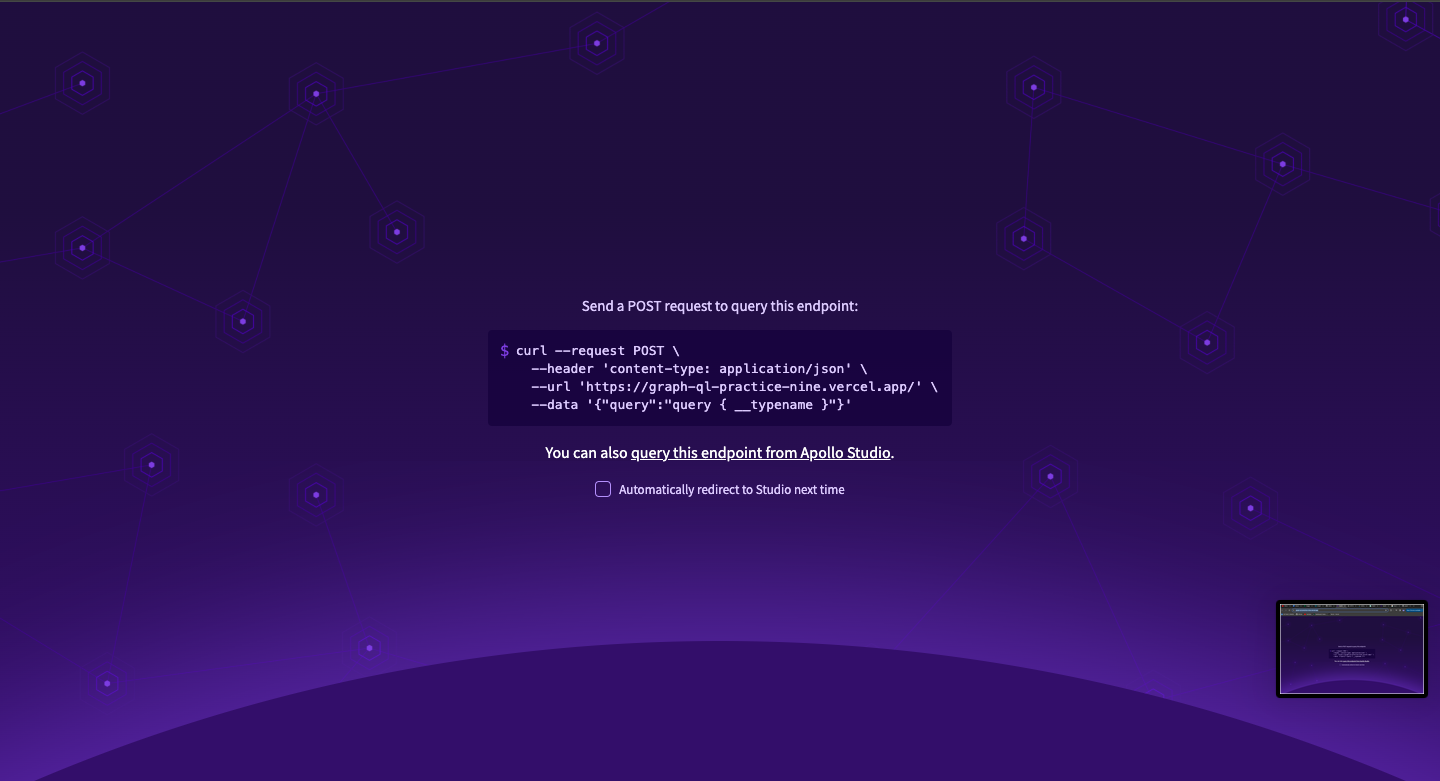 Send a POST request to query this endpoint:
$ curl --request POST \
--header 'content-type: application/json' \
--url 'https://graph-ql-practice-nine.vercel.app/' \
--data '{"query":"query { __typename }"}'
You can also query this endpoint from Apollo Studio.
Automatically redirect to Studio next time